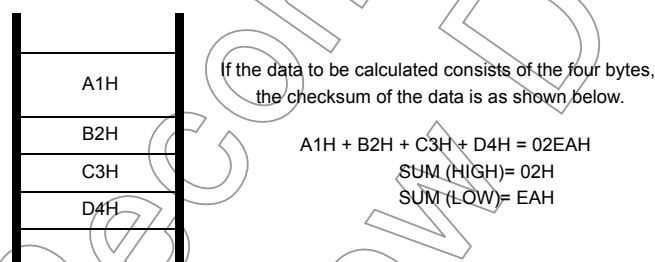 A1H
B2H
C3H
D4H
If the data to be calculated consists of the four bytes,
the checksum of the data is as shown below.
A1H + B2H + C3H + D4H = 02EAH
SUM (HIGH)= 02H
SUM (LOW)= EAH